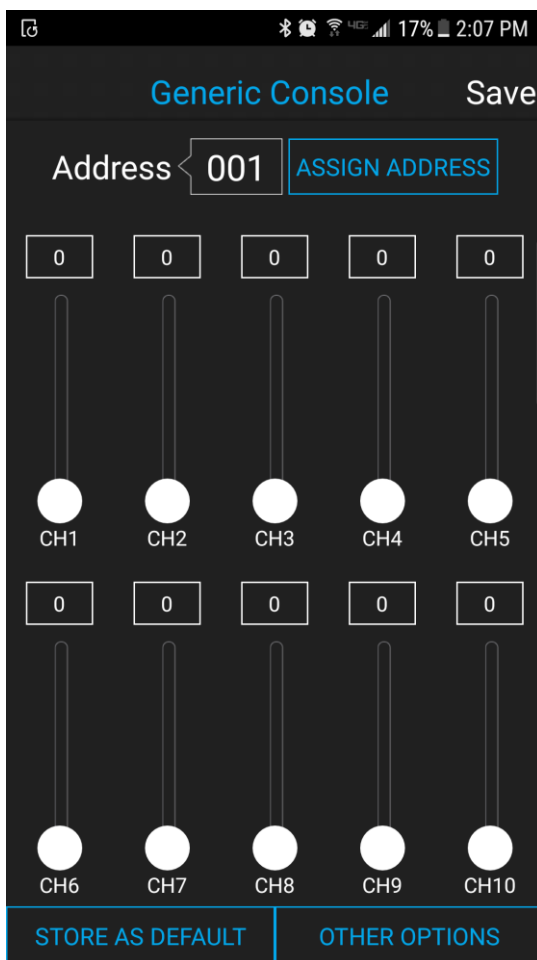 4GE 17% 2:07 PM
Generic Console Save
Address 001 ASSIGN ADDRESS
0 0 0 0 0
CH1 CH2 CH3 CH4 CH5
0 0 0 0 0
CH6 CH7 CH8 CH9 CH10
STORE AS DEFAULT OTHER OPTIONS